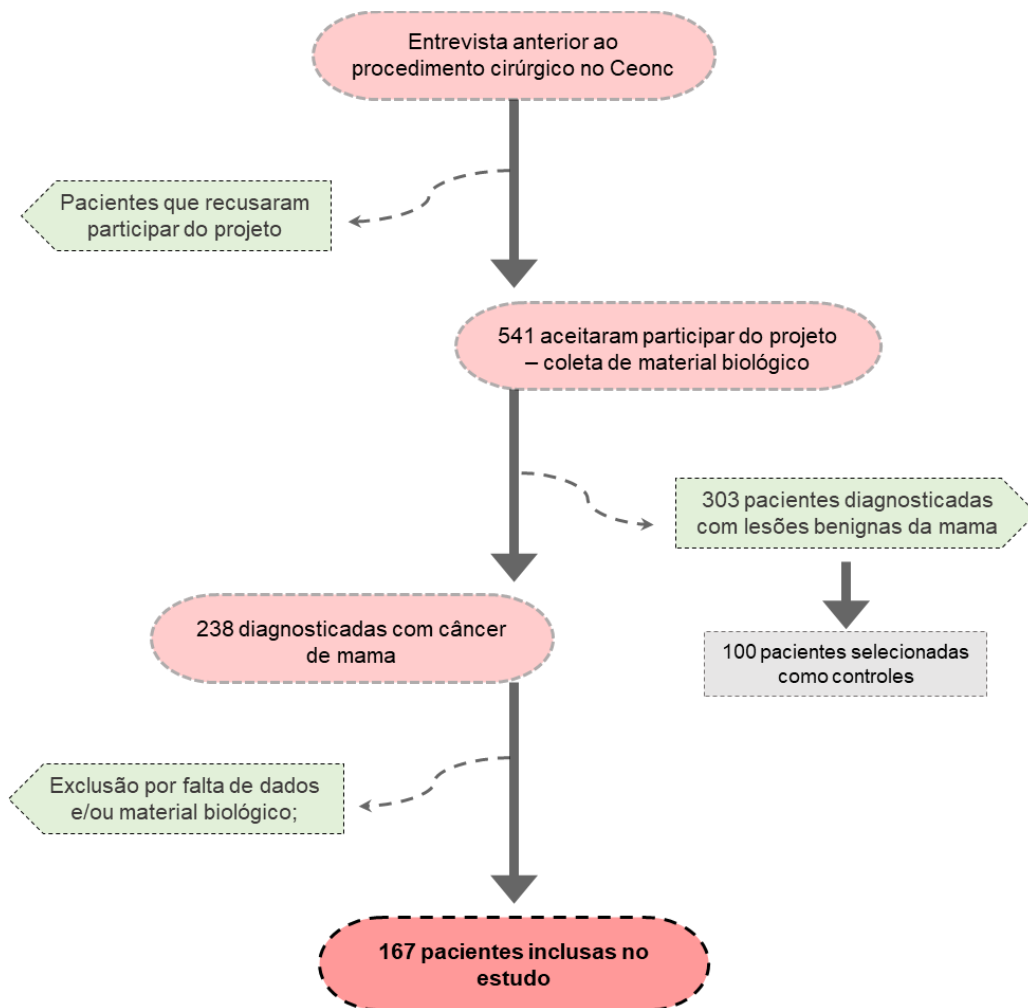 Entrevista anterior ao
procedimento cirúrgico no Ceonc
Pacientes que recusaram
participar do projeto
541 aceitaram participar do projeto
– coleta de material biológico
303 pacientes diagnosticadas
com lesões benignas da mama
100 pacientes selecionadas
como controles
238 diagnosticadas com câncer
de mama
Exclusão por falta de dados
e/ou material biológico;
167 pacientes inclusas no
estudo